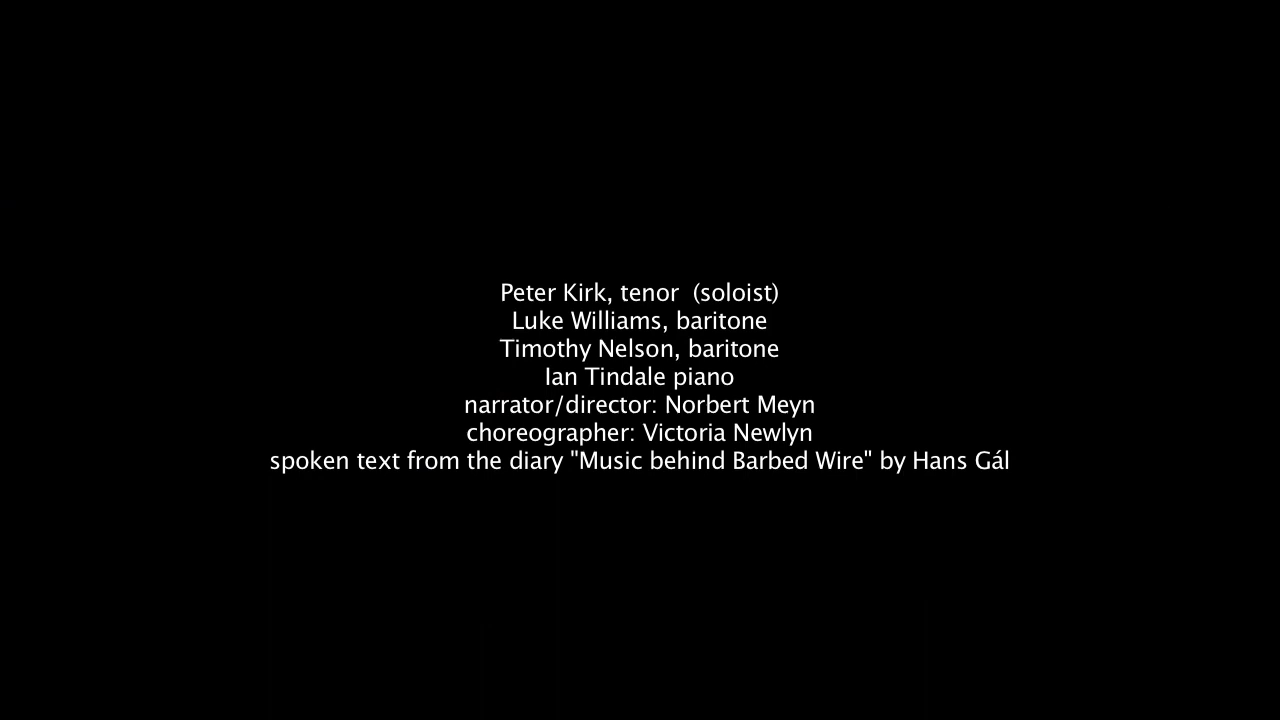 Peter Kirk, tenor  (soloist)
Luke Williams, baritone
Timothy Nelson, baritone
Ian Tindale piano
narrator/director: Norbert Meyn
choreographer: Victoria Newlyn
spoken text from the diary "Music behind Barbed Wire" by Hans Gál